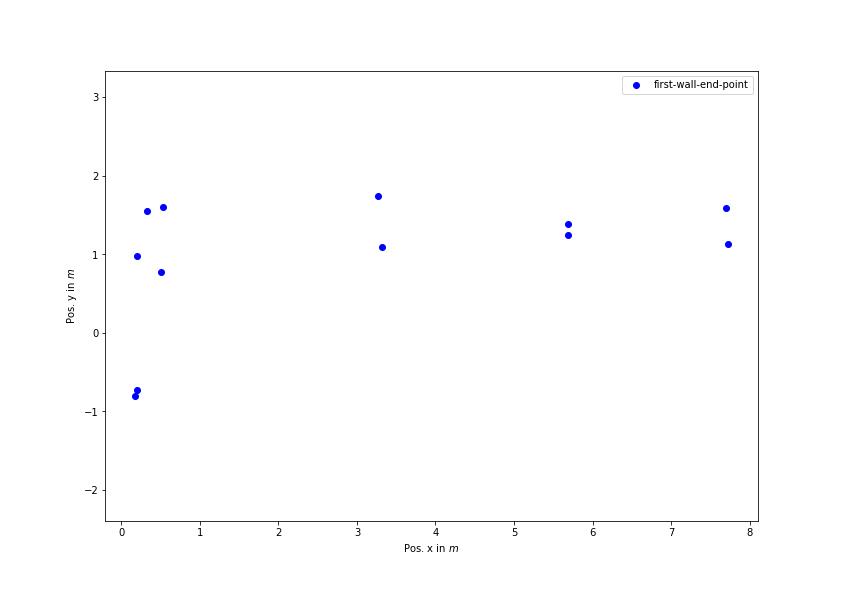 first-wall-end-point
3
2
1
0
−1
−2
Pos. y in m
0 1 2 3 4 5 6 7 8
Pos. x in m